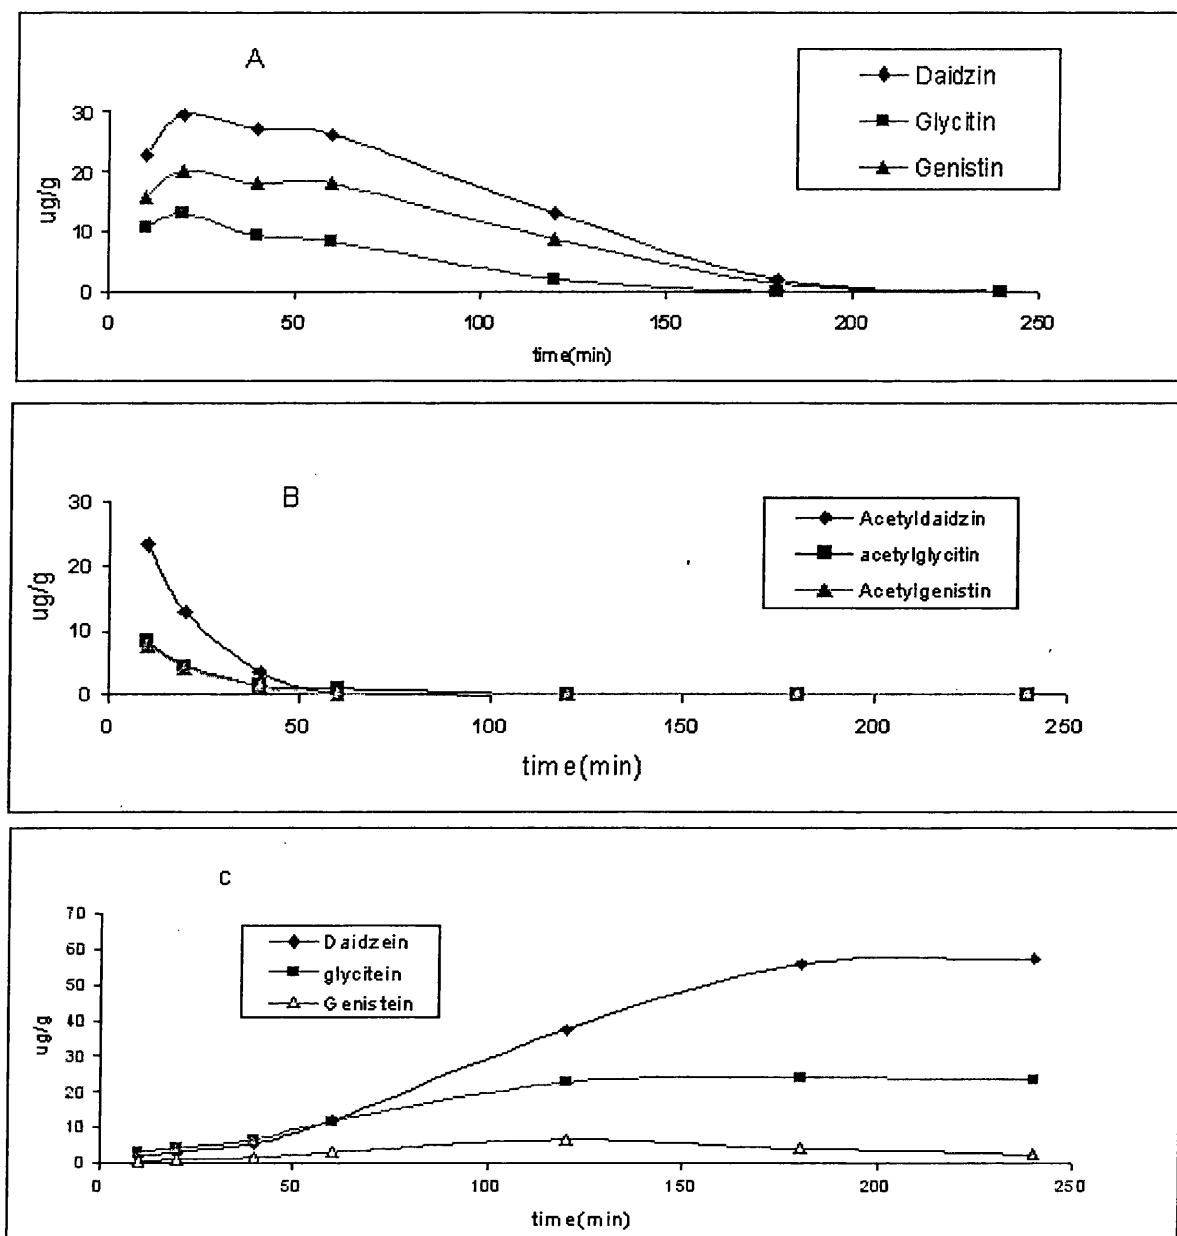 A
Daidzin
Glycitin
Genistin
ug/g
30
20
10
0
0 50 100 150 200 250
time(min)
B
Acetyldaidzin
acetylglycitin
Acetylgenistin
ug/g
30
20
10
0
0 50 100 150 200 250
time(min)
c
Daidzein
glycitein
Genistein
ug/g
70
60
50
40
30
20
10
0
0 50 100 150 200 250
time(min)